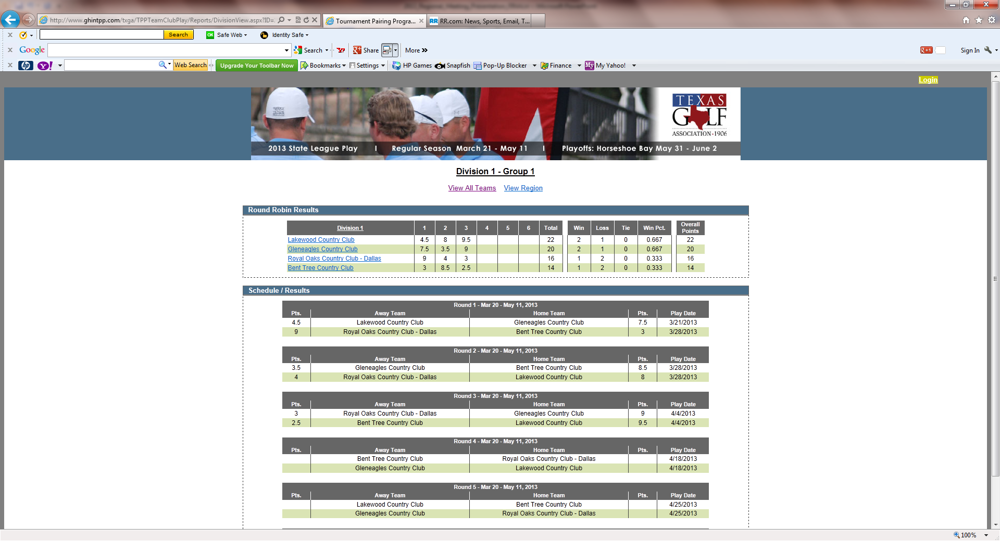 http://www.ghintpp.com/txga/TPPTeamClubPlay/Reports/DivisionView.aspx?ID=... Tournament Pairing Progra... RR RR.com: News, Sports, Email, T...
Search OK Safe Web Identity Safe
Google Search Share More +1 Sign In
hp Y! Web Search Upgrade Your Toolbar Now Bookmarks Settings HP Games Snapfish Pop-Up Blocker Finance My My Yahoo!
Login
TEXAS
GOLF
ASSOCIATION • 1906
2013 State League Play I Regular Season March 21 - May 11 I Playoffs: Horseshoe Bay May 31 - June 2
Division 1 - Group 1
View All Teams View Region
Round Robin Results
Division 1 1 2 3 4 5 6 Total Win Loss Tie Win Pct. Overall Points
Lakewood Country Club 4.5 8 9.5 22 2 1 0 0.667 22
Gleneagles Country Club 7.5 3.5 9 20 2 1 0 0.667 20
Royal Oaks Country Club - Dallas 9 4 3 16 1 2 0 0.333 16
Bent Tree Country Club 3 8.5 2.5 14 1 2 0 0.333 14
Schedule / Results
Round 1 - Mar 20 - May 11, 2013
Pts. Away Team Home Team Pts. Play Date
4.5 Lakewood Country Club Gleneagles Country Club 7.5 3/21/2013
9 Royal Oaks Country Club - Dallas Bent Tree Country Club 3 3/28/2013
Round 2 - Mar 20 - May 11, 2013
Pts. Away Team Home Team Pts. Play Date
3.5 Gleneagles Country Club Bent Tree Country Club 8.5 3/28/2013
4 Royal Oaks Country Club - Dallas Lakewood Country Club 8 3/28/2013
Round 3 - Mar 20 - May 11, 2013
Pts. Away Team Home Team Pts. Play Date
3 Royal Oaks Country Club - Dallas Gleneagles Country Club 9 4/4/2013
2.5 Bent Tree Country Club Lakewood Country Club 9.5 4/4/2013
Round 4 - Mar 20 - May 11, 2013
Pts. Away Team Home Team Pts. Play Date
Bent Tree Country Club Royal Oaks Country Club - Dallas 4/18/2013
Gleneagles Country Club Lakewood Country Club 4/18/2013
Round 5 - Mar 20 - May 11, 2013
Pts. Away Team Home Team Pts. Play Date
Lakewood Country Club Bent Tree Country Club 4/25/2013
Gleneagles Country Club Royal Oaks Country Club - Dallas 4/25/2013
100%